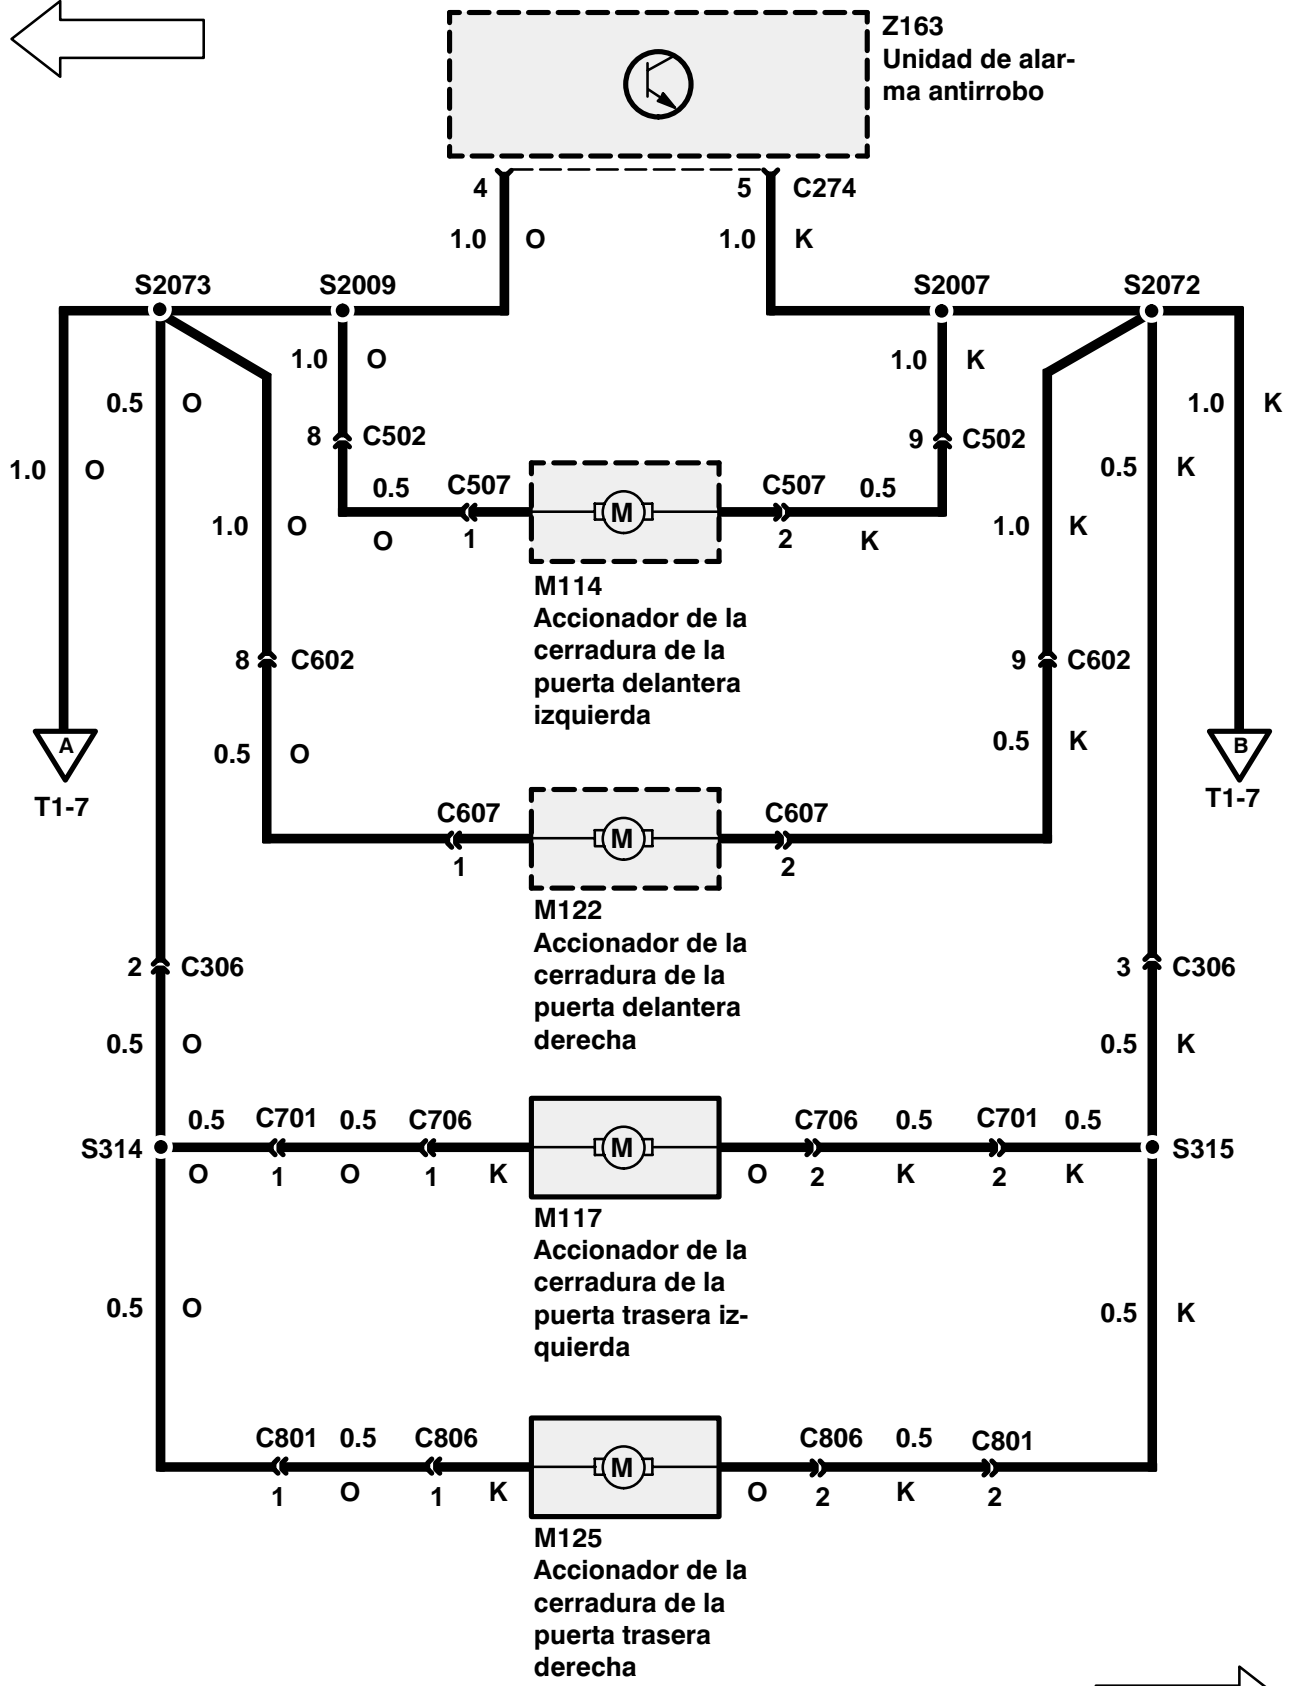 Z163
Unidad de alar-
ma antirrobo
4
5 C274
1.0 O
1.0 K
S2073 S2009
S2007 S2072
1.0 O
1.0 K
0.5 O
1.0 K
8 C502
9 C502
1.0 O
0.5 K
0.5 C507
M
C507 0.5
O 1
2 K
1.0 O
1.0 K
M114
Accionador de la
cerradura de la
puerta delantera
izquierda
8 C602
9 C602
A
B
0.5 O
0.5 K
T1-7
T1-7
C607
M
C607
1
2
M122
Accionador de la
cerradura de la
puerta delantera
derecha
2 C306
3 C306
0.5 O
0.5 K
0.5 C701 0.5 C706
C706 0.5 C701 0.5
S314
M
S315
O 1 O 1 K
O 2 K 2 K
M117
Accionador de la
cerradura de la
puerta trasera iz-
quierda
0.5 O
0.5 K
C801 0.5 C806
C806 0.5 C801
M
1 O 1 K
O 2 K 2
M125
Accionador de la
cerradura de la
puerta trasera
derecha